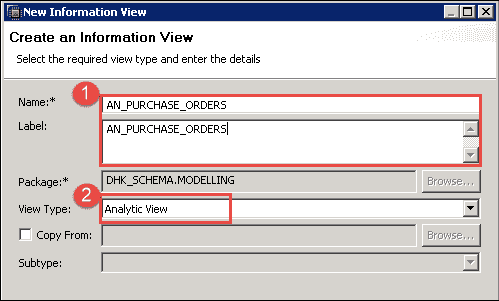 New Information View
Create an Information View
Select the required view type and enter the details
1
Name:* AN_PURCHASE_ORDERS
Label: AN_PURCHASE_ORDERS
Package:* DHK_SCHEMA.MODELLING Browse...
2
View Type: Analytic View
Copy From: Browse...
Subtype: